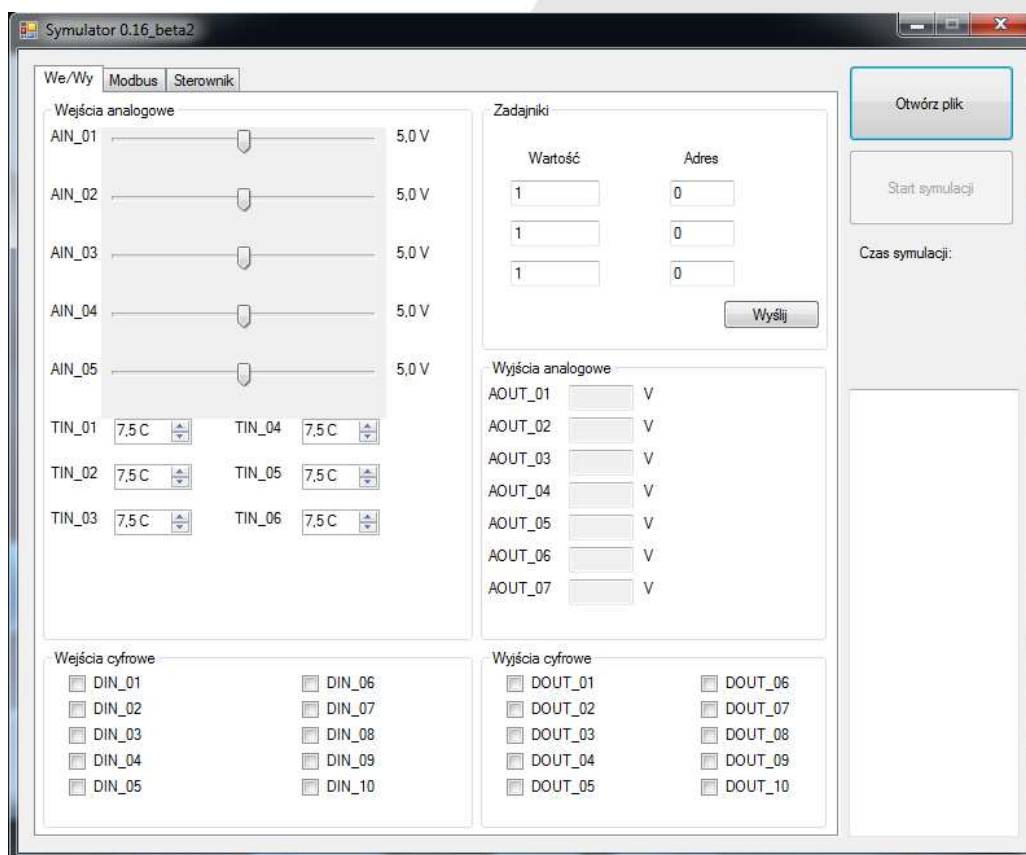 Symulator 0.16_beta2
We/Wy Modbus Sterownik
Wejścia analogowe
AIN_01 5,0 V
AIN_02 5,0 V
AIN_03 5,0 V
AIN_04 5,0 V
AIN_05 5,0 V
TIN_01 7,5 C TIN_04 7,5 C
TIN_02 7,5 C TIN_05 7,5 C
TIN_03 7,5 C TIN_06 7,5 C
Zadajniki
Wartość Adres
1 0
1 0
1 0
Wyślij
Wyjścia analogowe
AOUT_01 V
AOUT_02 V
AOUT_03 V
AOUT_04 V
AOUT_05 V
AOUT_06 V
AOUT_07 V
Wejścia cyfrowe
DIN_01 DIN_06
DIN_02 DIN_07
DIN_03 DIN_08
DIN_04 DIN_09
DIN_05 DIN_10
Wyjścia cyfrowe
DOUT_01 DOUT_06
DOUT_02 DOUT_07
DOUT_03 DOUT_08
DOUT_04 DOUT_09
DOUT_05 DOUT_10
Otwórz plik
Start symulacji
Czas symulacji: